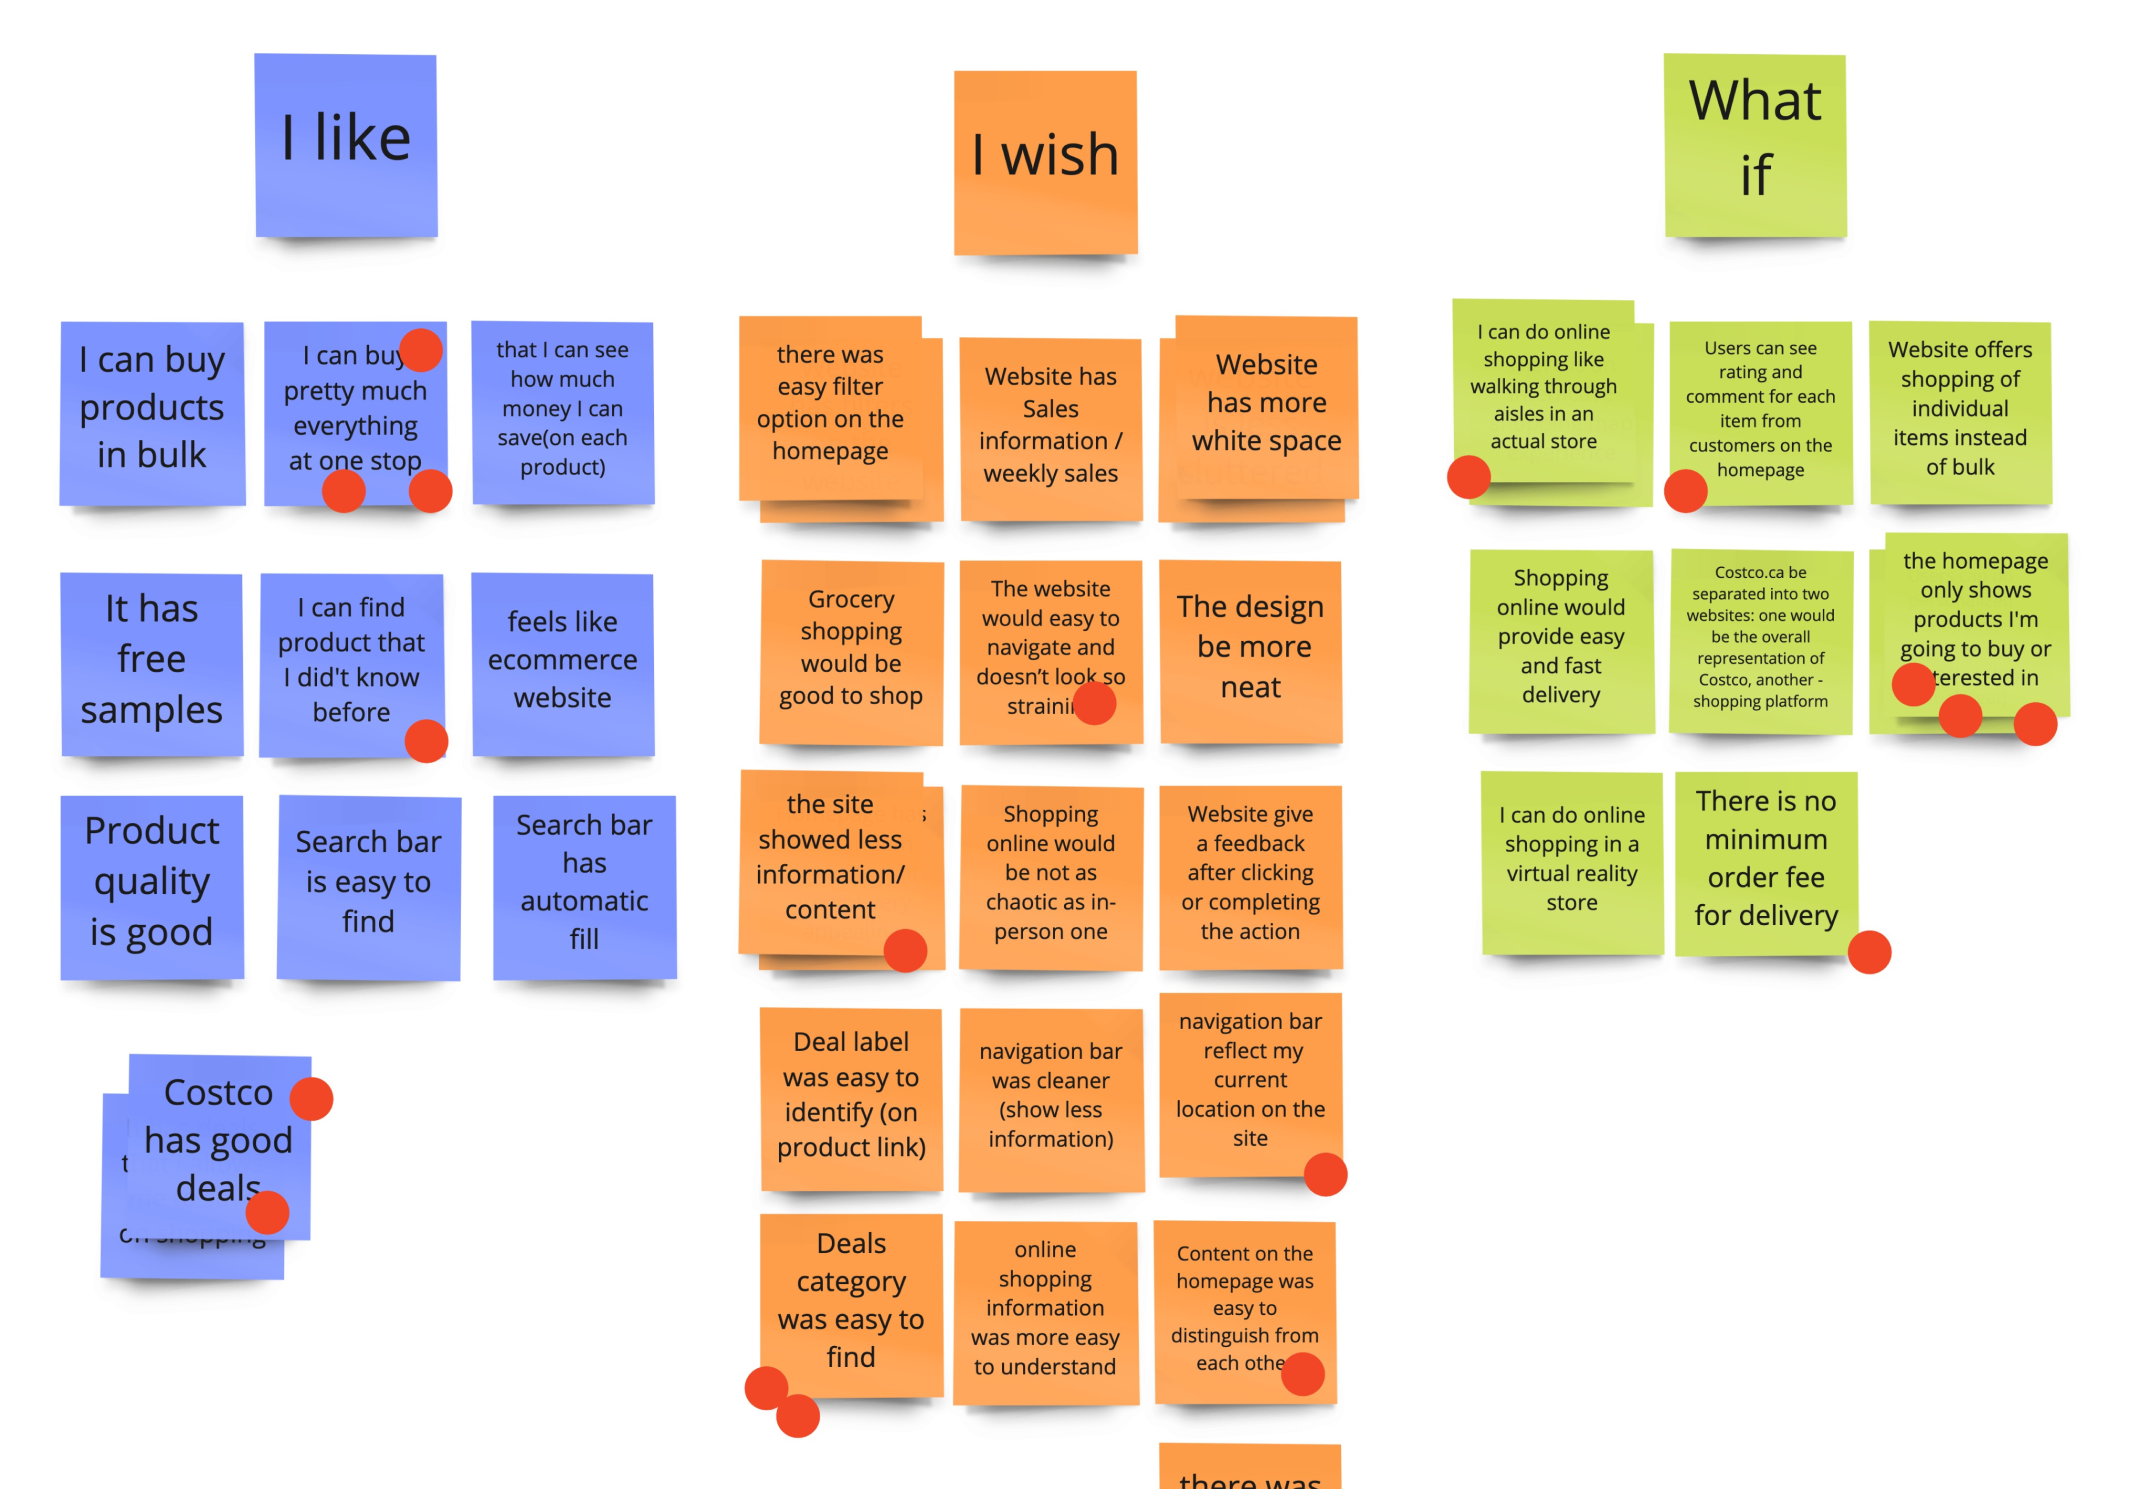 I like
I can buy
products
in bulk
I can buy
pretty much
everything
at one stop
that I can see
how much
money I can
save(on each
product)
It has
free
samples
I can find
product that
I did't know
before
feels like
ecommerce
website
Product
quality
is good
Search bar
is easy to
find
Search bar
has
automatic
fill
Costco
has good
deals
on shopping
I wish
there was
easy filter
option on the
homepage
Website has
Sales
information /
weekly sales
Website
has more
white space
Grocery
shopping
would be
good to shop
The website
would easy to
navigate and
doesn't look so
The design
be more
neat
the site
showed less
information/
content
Shopping
online would
be not as
chaotic as in-
person one
Website give
a feedback
after clicking
or completing
the action
Deal label
was easy to
identify (on
product link)
navigation bar
was cleaner
(show less
information)
navigation bar
reflect my
current
location on the
site
Deals
category
was easy to
find
online
shopping
information
was more easy
to understand
Content on the
homepage was
easy to
distinguish from
each
there was
What
if
I can do online
shopping like
walking through
aisles in an
actual store
Users can see
rating and
comment for each
item from
customers on the
homepage
Website offers
shopping of
individual
items instead
of bulk
Shopping
online would
provide easy
and fast
delivery
Costco.ca be
separated into two
websites: one would
be the overall
representation of
Costco, another -
shopping platform
the homepage
only shows
products I'm
going to buy or
in
I can do online
shopping in a
virtual reality
store
There is no
minimum
order fee
for delivery